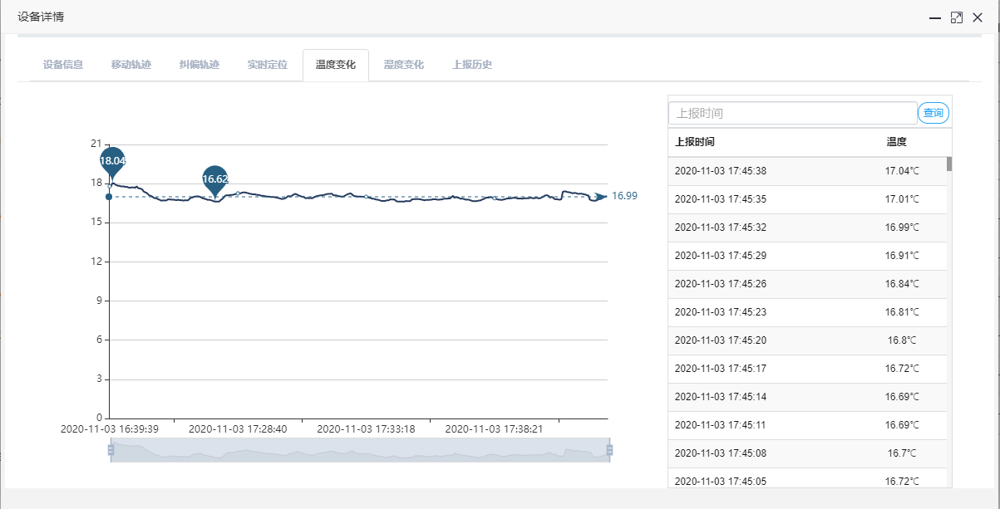 设备详情
设备信息 移动轨迹 纠偏轨迹 实时定位 温度变化 湿度变化 上报历史
上报时间 查询
上报时间 温度
21
18
15
12
9
6
3
0
18.04
16.62
16.99
2020-11-03 16:39:39 2020-11-03 17:28:40 2020-11-03 17:33:18 2020-11-03 17:38:21
2020-11-03 17:45:38 17.04℃
2020-11-03 17:45:35 17.01℃
2020-11-03 17:45:32 16.99℃
2020-11-03 17:45:29 16.91℃
2020-11-03 17:45:26 16.84℃
2020-11-03 17:45:23 16.81℃
2020-11-03 17:45:20 16.8℃
2020-11-03 17:45:17 16.72℃
2020-11-03 17:45:14 16.69℃
2020-11-03 17:45:11 16.69℃
2020-11-03 17:45:08 16.7℃
2020-11-03 17:45:05 16.72℃